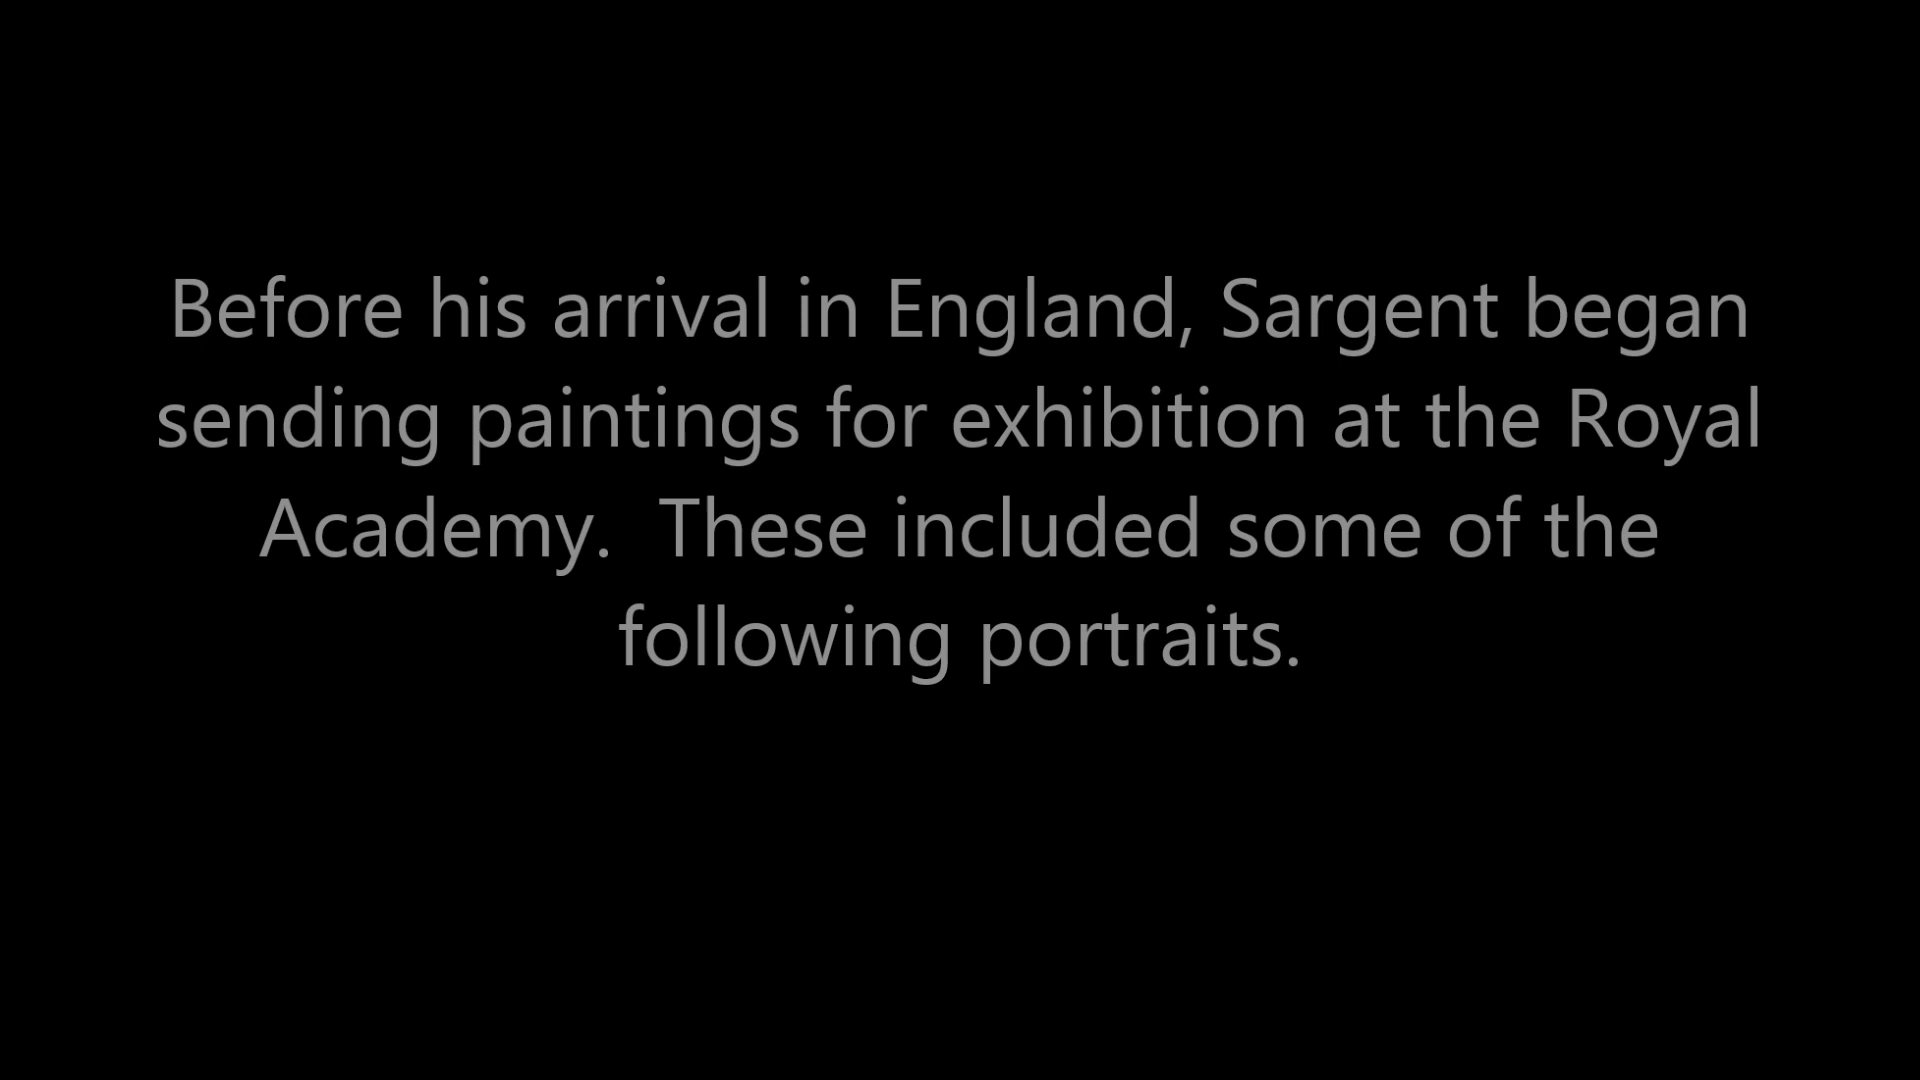 Before his arrival in England, Sargent began
sending paintings for exhibition at the Royal
Academy.  These included some of the
following portraits.